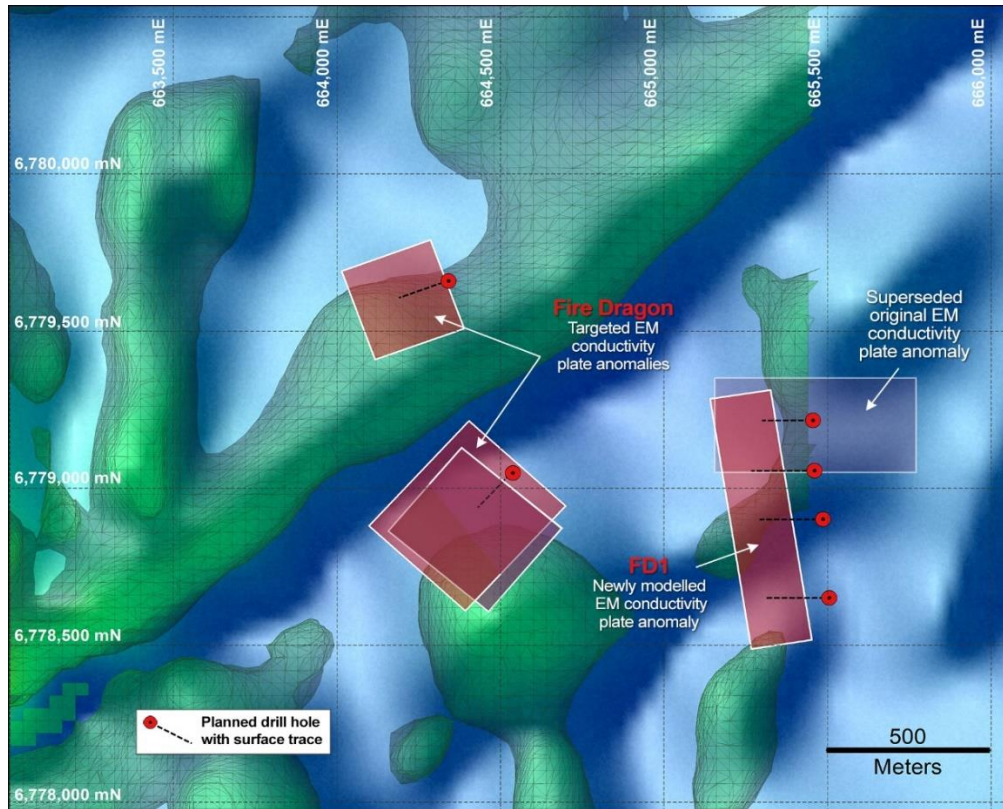 663,500 mE
664,000 mE
664,500 mE
665,000 mE
665,500 mE
666,000 mE
6,780,000 mN
6,779,500 mN
6,779,000 mN
6,778,500 mN
6,778,000 mN
Fire Dragon
Targeted EM
conductivity
plate anomalies
Superseded
original EM
conductivity
plate anomaly
FD1
Newly modelled
EM conductivity
plate anomaly
Planned drill hole
with surface trace
500
Meters